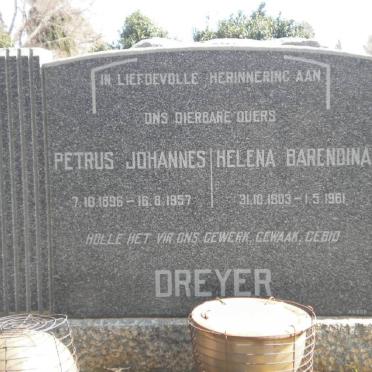 IN LIEFDEVOLLE HERINNERING AAN
ONS DIERBARE OUERS
PETRUS JOHANNES HELENA BARENDINA
7.10.1896 - 16.8.1957 31.10.1903 - 1.5.1961
HULLE HET VIR ONS GEWERK, GEWAAK, GEBID
DREYER